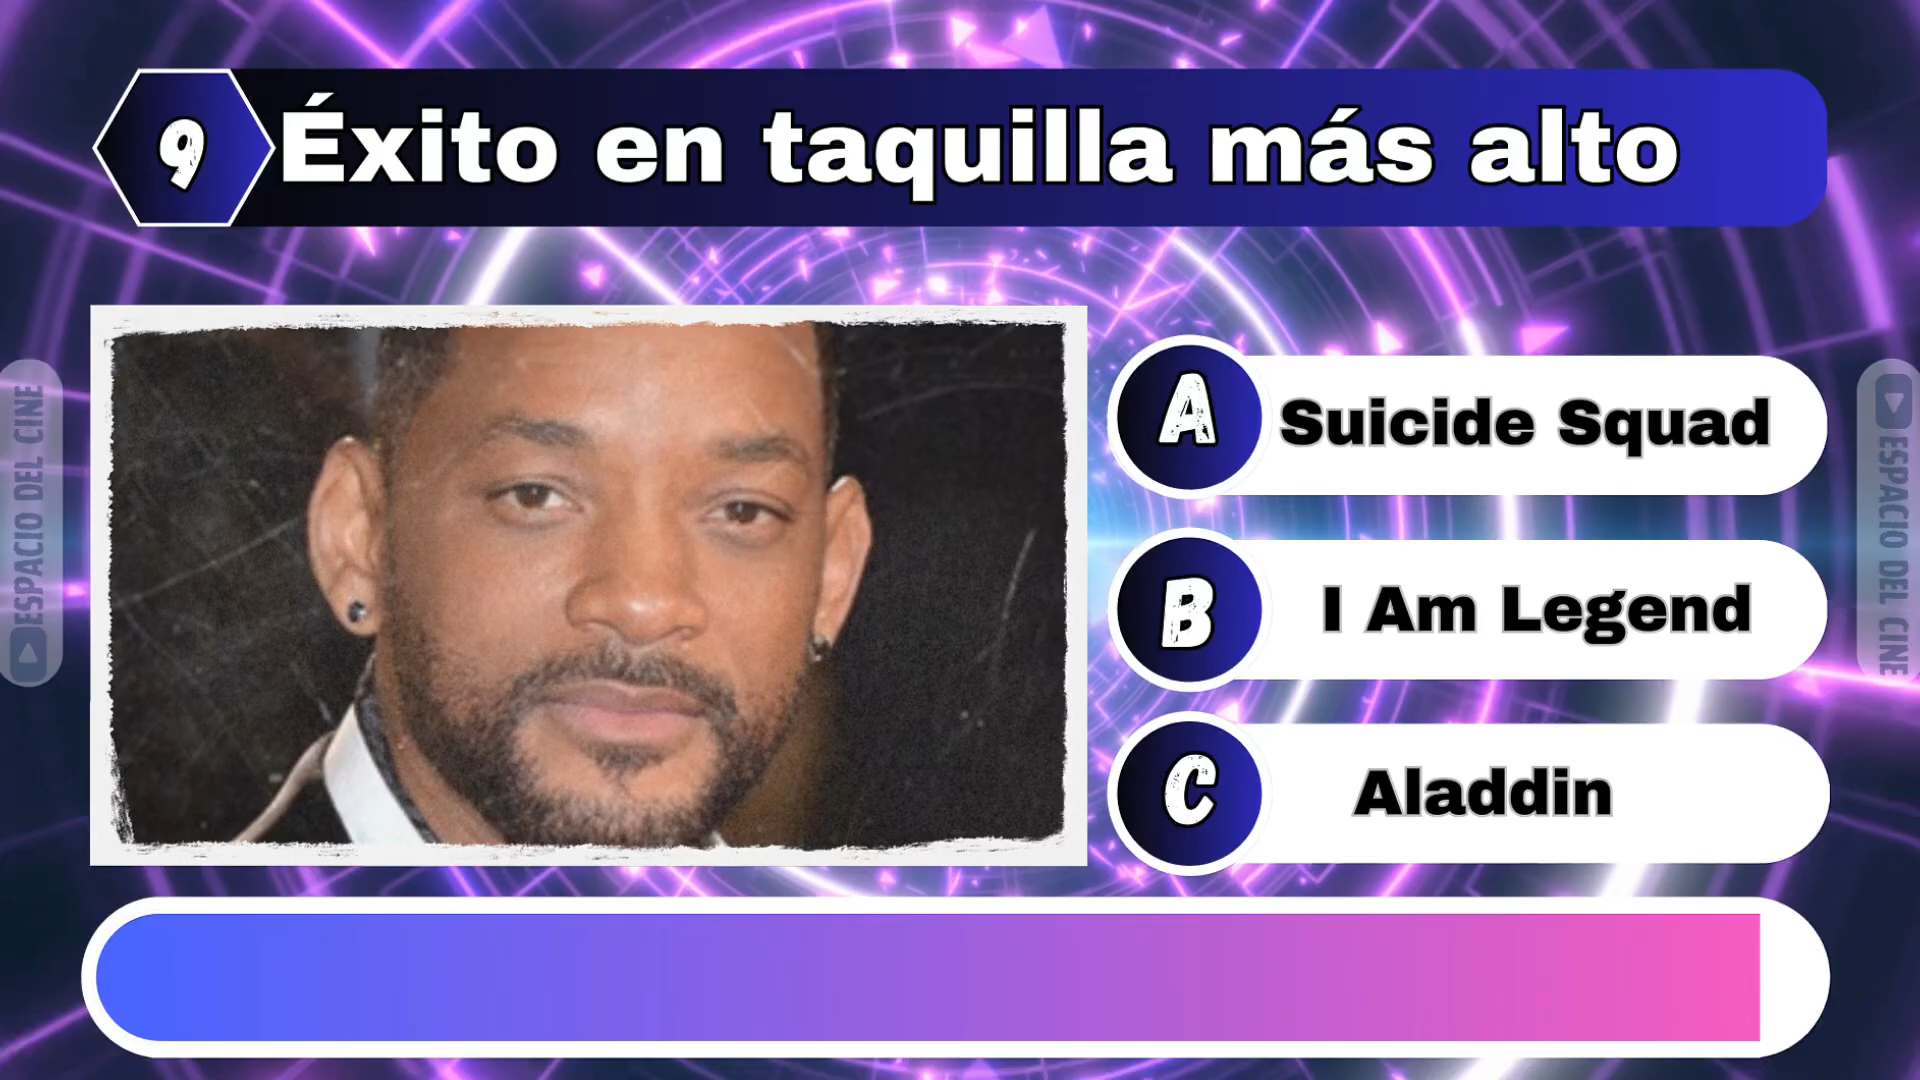 9 Éxito en taquilla más alto
A Suicide Squad
B I Am Legend
C Aladdin
ESPACIO DEL CINE
ESPACIO DEL CINE